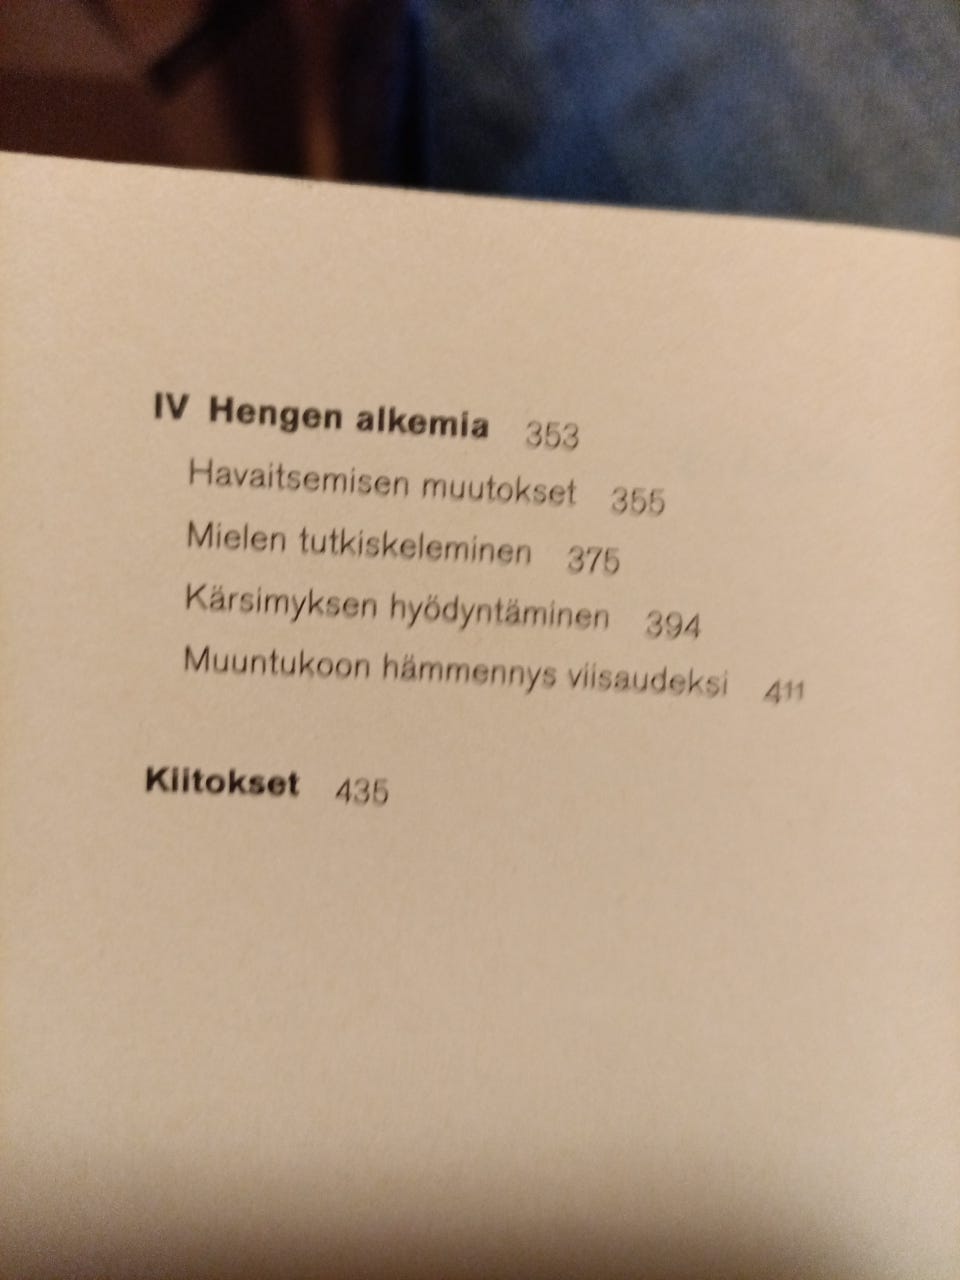 IV Hengen alkemia 353
Havaitsemisen muutokset 355
Mielen tutkiskeleminen 375
Kärsimyksen hyödyntäminen 394
Muuntukoon hämmennys viisaudeksi 411
Kiitokset 435